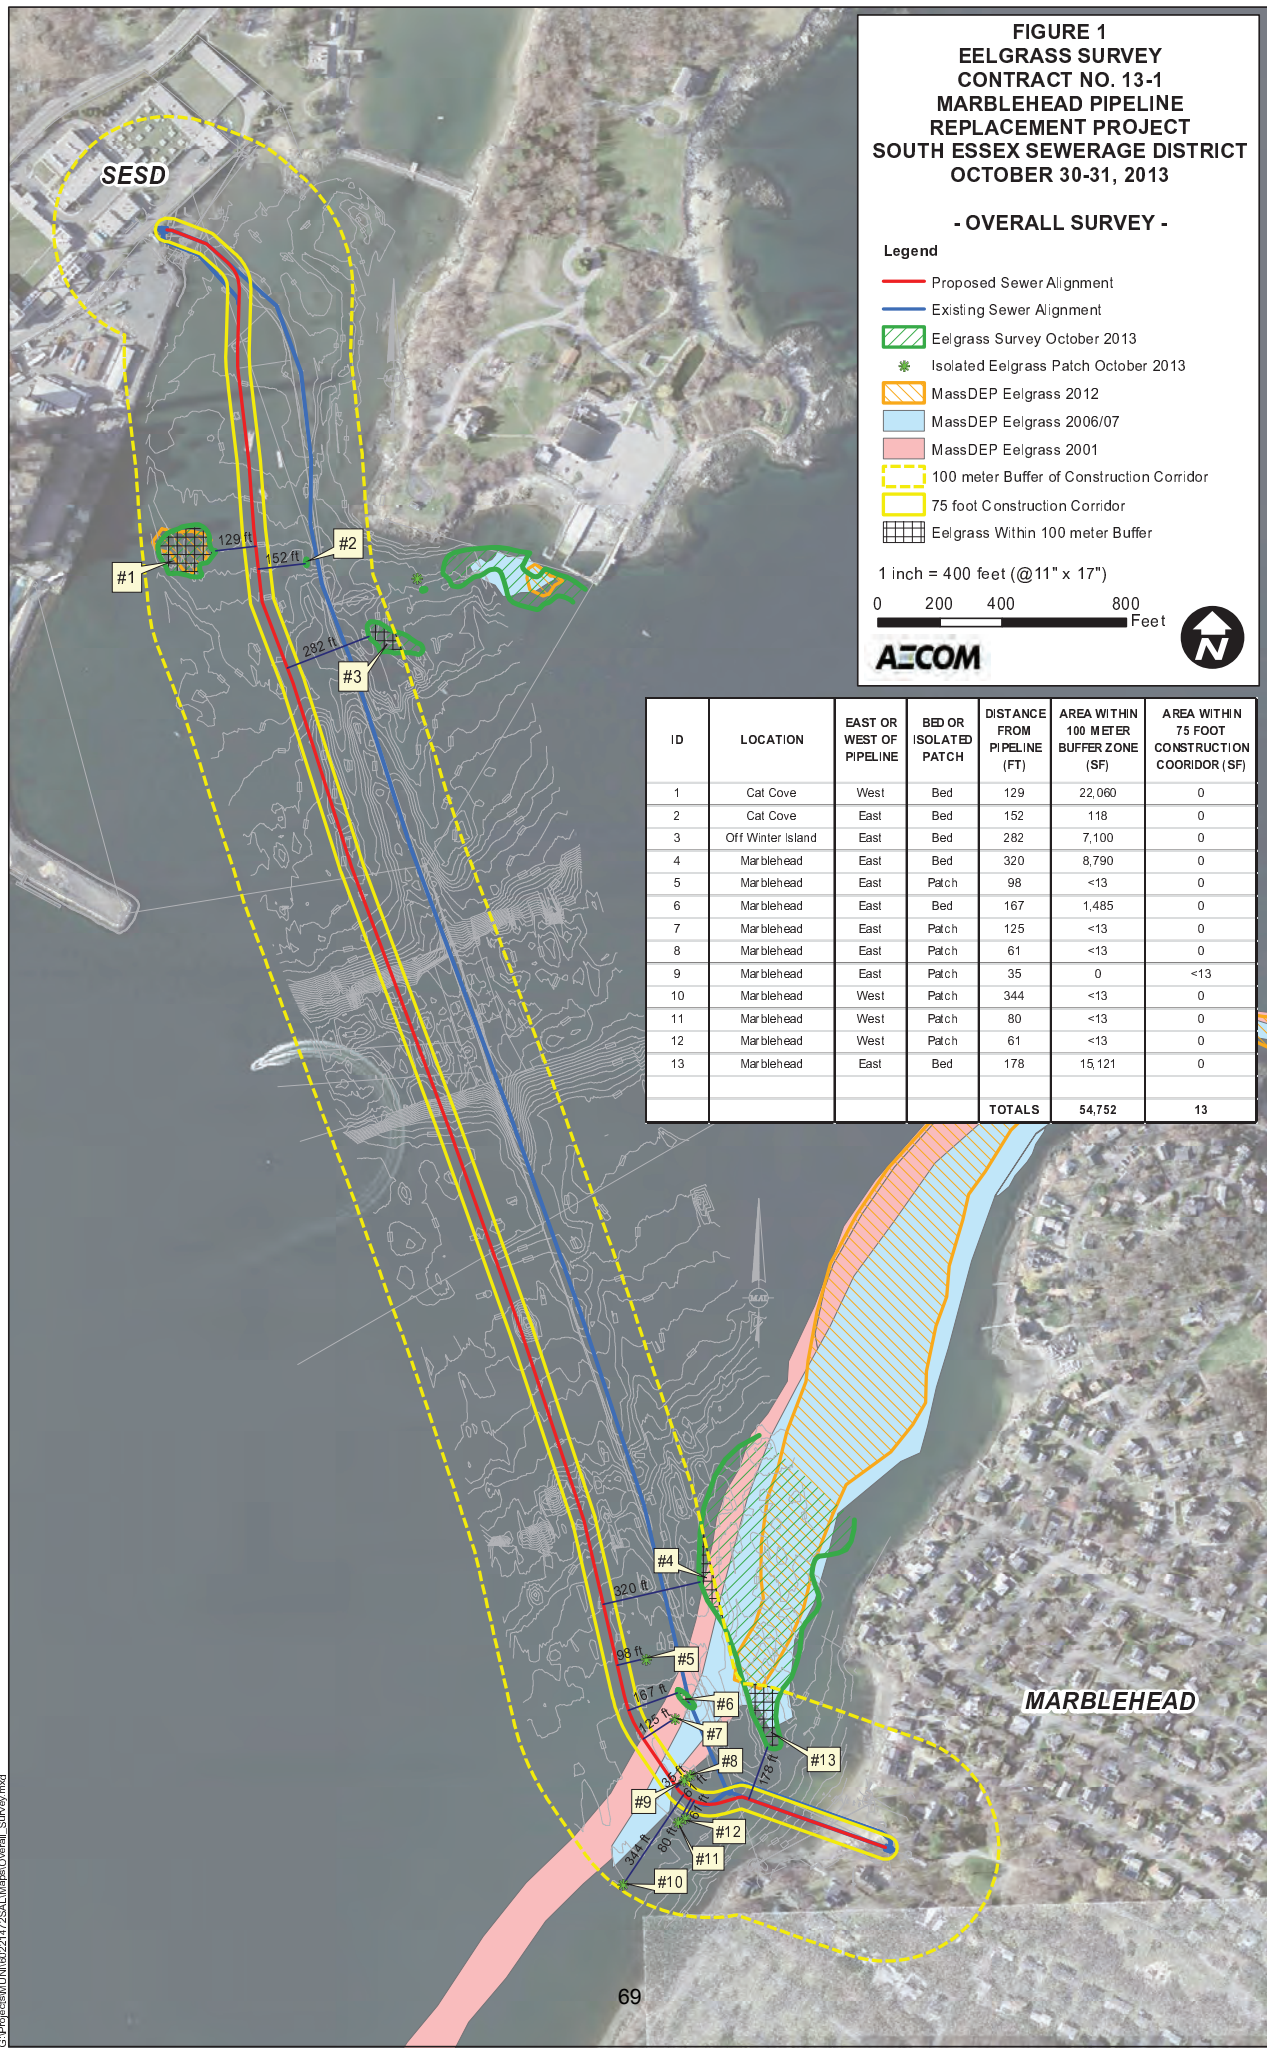 FIGURE 1
EELGRASS SURVEY
CONTRACT NO. 13-1
MARBLEHEAD PIPELINE
REPLACEMENT PROJECT
SOUTH ESSEX SEWERAGE DISTRICT
OCTOBER 30-31, 2013
- OVERALL SURVEY -
Legend
Proposed Sewer Alignment
Existing Sewer Alignment
Eelgrass Survey October 2013
Isolated Eelgrass Patch October 2013
MassDEP Eelgrass 2012
MassDEP Eelgrass 2006/07
MassDEP Eelgrass 2001
100 meter Buffer of Construction Corridor
75 foot Construction Corridor
Eelgrass Within 100 meter Buffer
1 inch = 400 feet (@11" x 17")
0 200 400 800
Feet
AECOM
N
SESD
129 ft
#1
152 ft
#2
282 ft
#3
ID LOCATION EAST OR WEST OF PIPELINE BED OR ISOLATED PATCH DISTANCE FROM PIPELINE (FT) AREA WITHIN 100 METER BUFFER ZONE (SF) AREA WITHIN 75 FOOT CONSTRUCTION COORIDOR (SF)
1 Cat Cove West Bed 129 22,060 0
2 Cat Cove East Bed 152 118 0
3 Off Winter Island East Bed 282 7,100 0
4 Marblehead East Bed 320 8,790 0
5 Marblehead East Patch 98 <13 0
6 Marblehead East Bed 167 1,485 0
7 Marblehead East Patch 125 <13 0
8 Marblehead East Patch 61 <13 0
9 Marblehead East Patch 35 0 <13
10 Marblehead West Patch 344 <13 0
11 Marblehead West Patch 80 <13 0
12 Marblehead West Patch 61 <13 0
13 Marblehead East Bed 178 15,121 0
TOTALS 54,752 13
#4
320 ft
98 ft
#5
167 ft
#6
125 ft
#7
#8
35 ft
#9
61 ft
#12
80 ft
#11
344 ft
#10
178 ft
#13
MARBLEHEAD
69